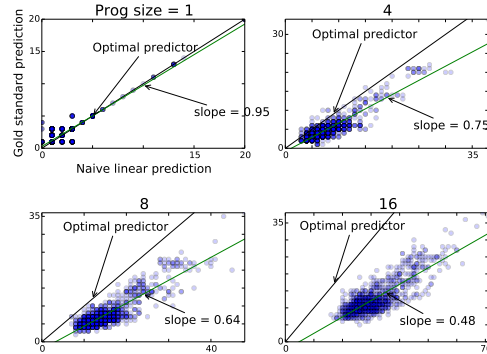 Prog size = 1
20
15
0
Gold standard prediction
Optimal predictor
slope = 0.95
0
20
Naive linear prediction
4
30
0
Optimal predictor
slope = 0.75
0
35
8
35
0
Optimal predictor
slope = 0.64
0
40
16
35
0
Optimal predictor
slope = 0.48
0
70